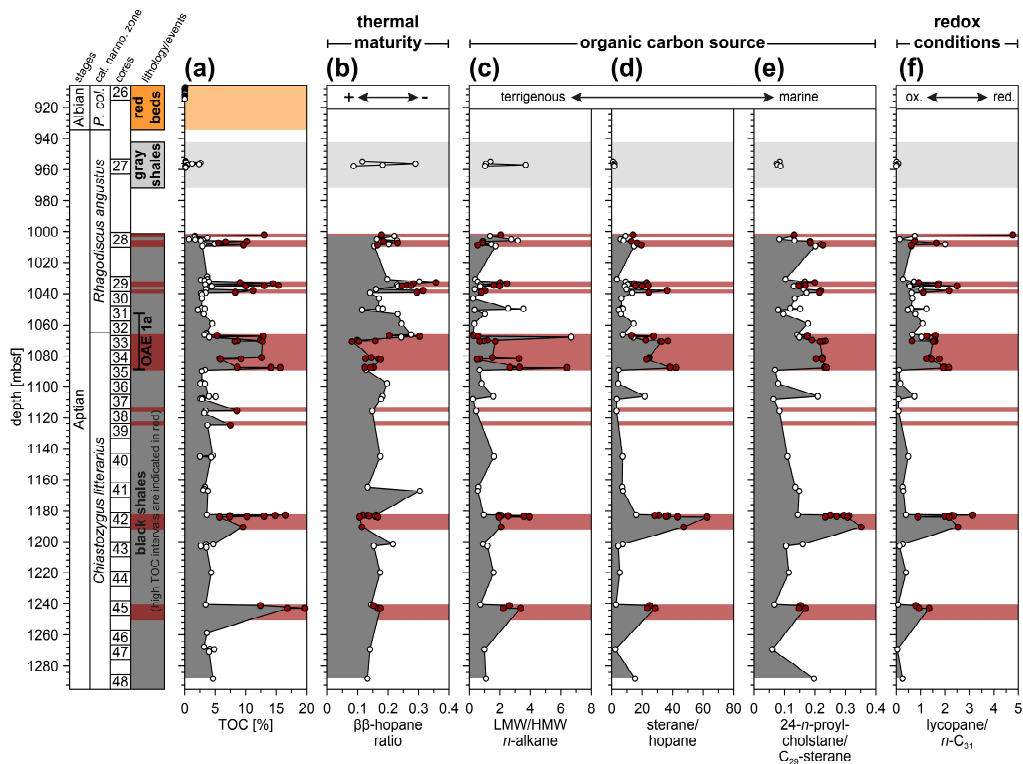 thermal maturity
organic carbon source
redox conditions
stages
cal. nanno. zone
cores
lithology/events
(a)
(b)
(c)
(d)
(e)
(f)
+ -
terrigenous marine
ox. red.
depth [mbsf]
920
940
960
980
1000
1020
1040
1060
1080
1100
1120
1140
1160
1180
1200
1220
1240
1260
1280
Albian
Aptian
P. col.
Rhagodiscus angustus
Chiastozygus litterarius
26
27
28
29
30
31
32
33
34
35
36
37
38
39
40
41
42
43
44
45
46
47
48
red beds
gray shales
OAE 1a
black shales
(high TOC intervals are indicated in red)
0 5 10 15 20
TOC [%]
0 0.1 0.2 0.3 0.4
ββ-hopane
ratio
0 2 4 6 8
LMW/HMW
n-alkane
0 20 40 60 80
sterane/
hopane
0 0.1 0.2 0.3 0.4
24-n-proyl-
cholstane/
C29-sterane
0 1 2 3 4 5
lycopane/
n-C31